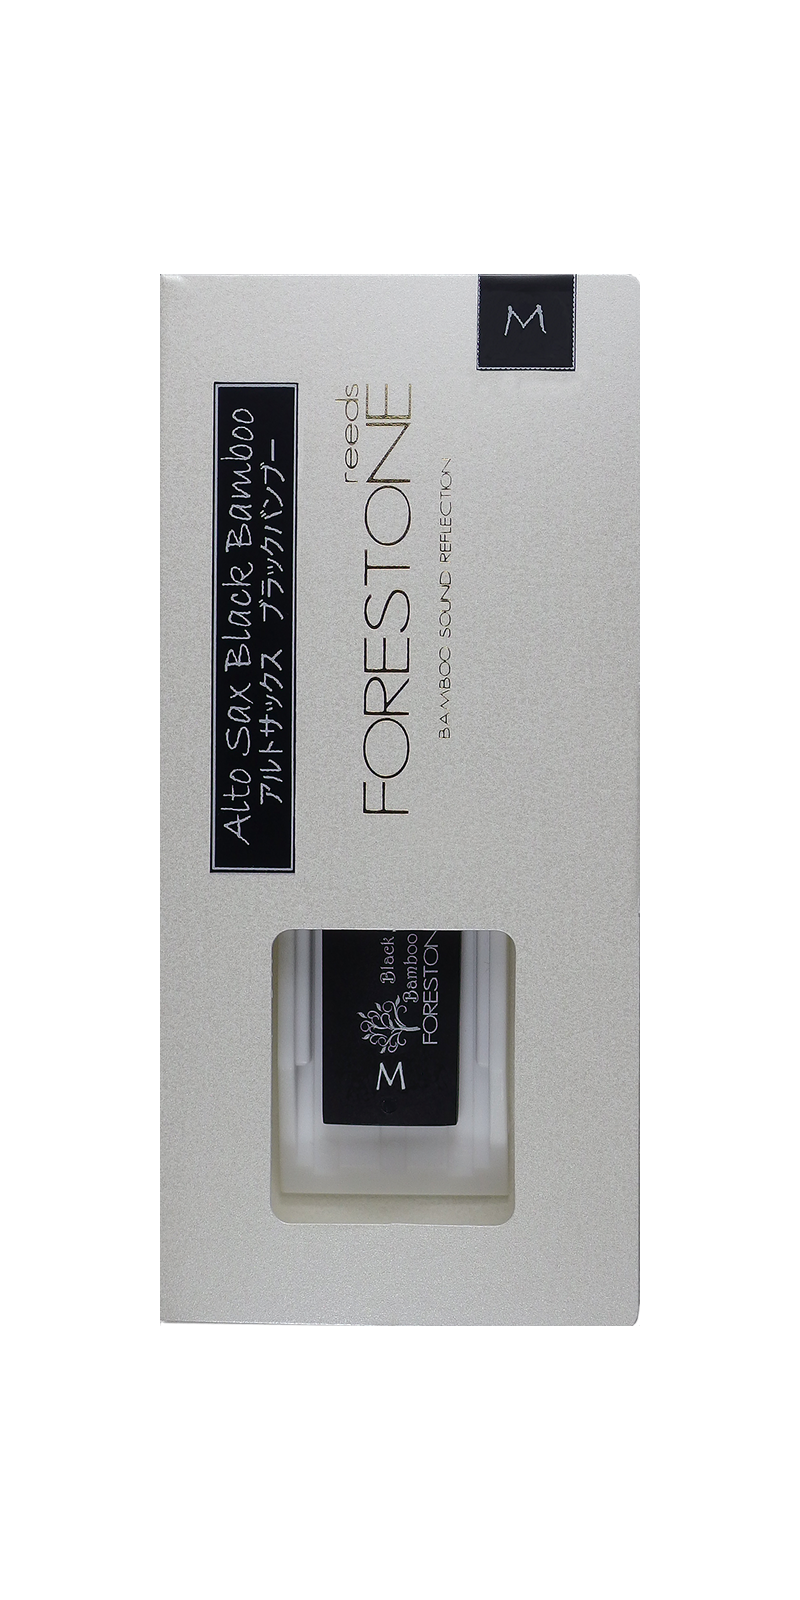 M
Alto Sax Black Bamboo
アルトサックス ブラックバンブー
reeds
FORESTONE
BAMBOO SOUND REFLECTION
Black
Bamboo
FORESTON
M